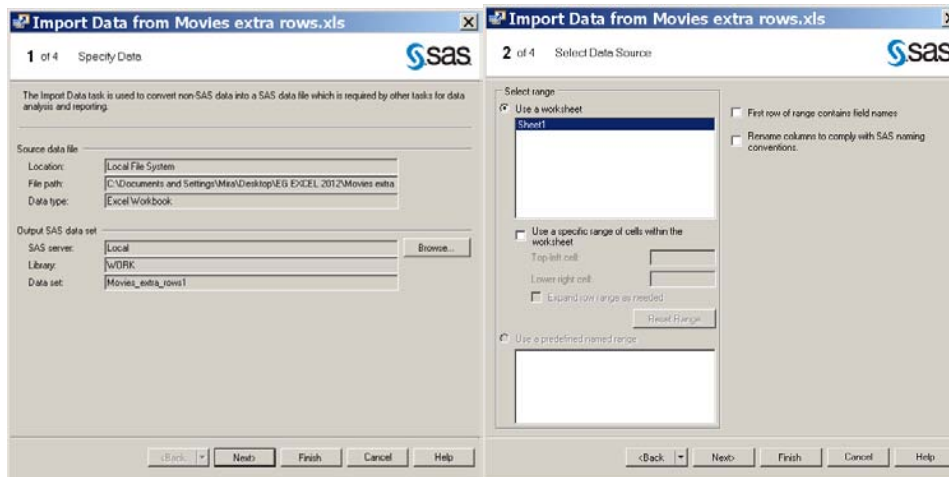 Import Data from Movies extra rows.xls
1 of 4 Specify Data
sas
The Import Data task is used to convert non-SAS data into a SAS data file which is required by other tasks for data
analysis and reporting.
Source data file
Location: Local File System
File path: C:\Documents and Settings\Mira\Desktop\EG EXCEL 2012\Movies extra
Data type: Excel Workbook
Output SAS data set
SAS server: Local
Browse...
Library: WORK
Data set: Movies_extra_rows1
<Back Next> Finish Cancel Help
Import Data from Movies extra rows.xls
2 of 4 Select Data Source
sas
Select range
Use a worksheet
Sheet1
Use a specific range of cells within the
worksheet
Top-left cell:
Lower right cell:
Expand row range as needed
Reset Range
Use a predefined named range
First row of range contains field names
Rename columns to comply with SAS naming
conventions.
<Back Next> Finish Cancel Help